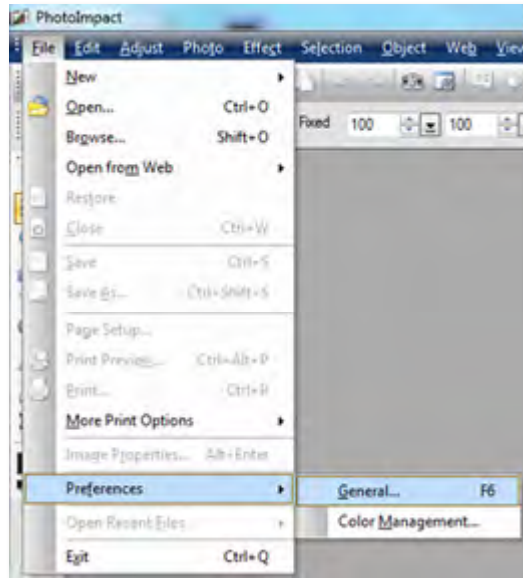 PhotoImpact
File Edit Adjust Photo Effect Selection Object Web View
New
Open... Ctrl+O
Browse... Shift+O
Fixed 100 100
Open from Web
Restore
Close Ctrl+W
Save Ctrl+S
Save As... Ctrl+Shift+S
Page Setup...
Print Preview... Ctrl+Alt+P
Print... Ctrl+P
More Print Options
Image Properties... Alt+Enter
Preferences
General... F6
Open Recent Files
Color Management...
Exit Ctrl+Q